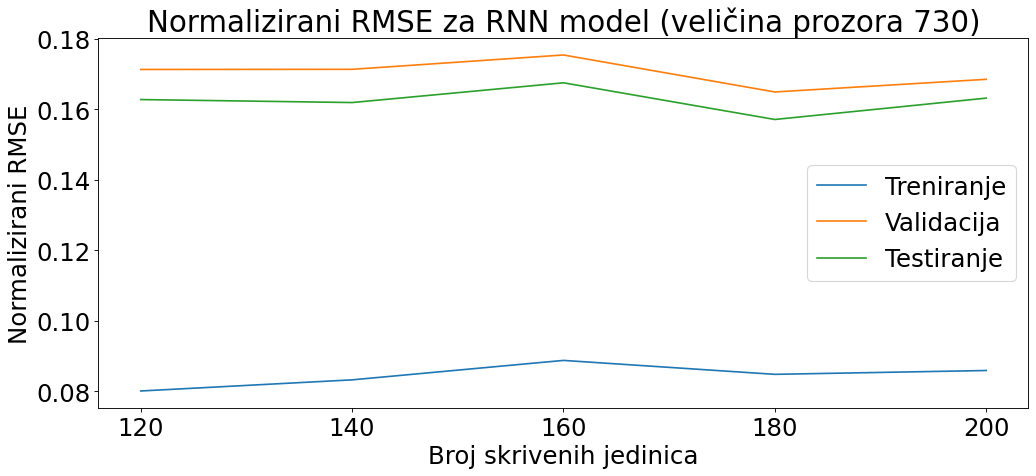 Normalizirani RMSE za RNN model (veličina prozora 730)
Normalizirani RMSE
0.18
0.16
0.14
0.12
0.10
0.08
Treniranje
Validacija
Testiranje
120 140 160 180 200
Broj skrivenih jedinica